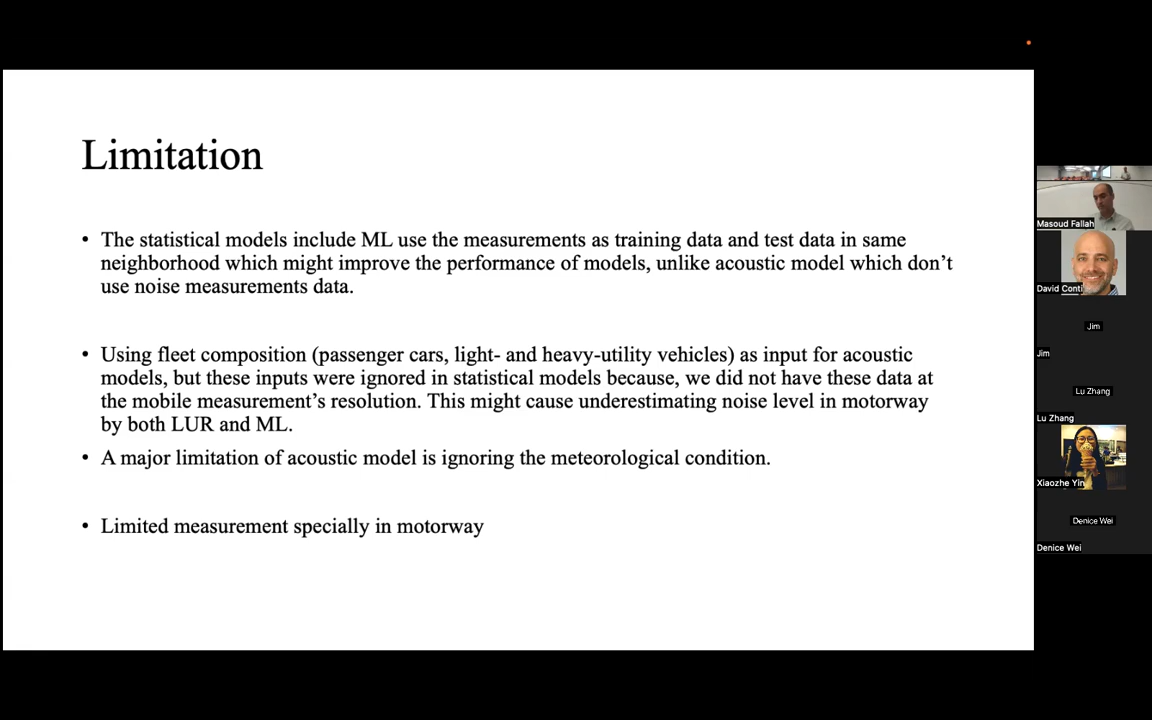 Limitation
• The statistical models include ML use the measurements as training data and test data in same
neighborhood which might improve the performance of models, unlike acoustic model which don't
use noise measurements data.
• Using fleet composition (passenger cars, light- and heavy-utility vehicles) as input for acoustic
models, but these inputs were ignored in statistical models because, we did not have these data at
the mobile measurement's resolution. This might cause underestimating noise level in motorway
by both LUR and ML.
• A major limitation of acoustic model is ignoring the meteorological condition.
• Limited measurement specially in motorway
Masoud Fallah
David Conti
Jim
Jim
Lu Zhang
Lu Zhang
Xiaozhe Yin
Denice Wei
Denice Wei